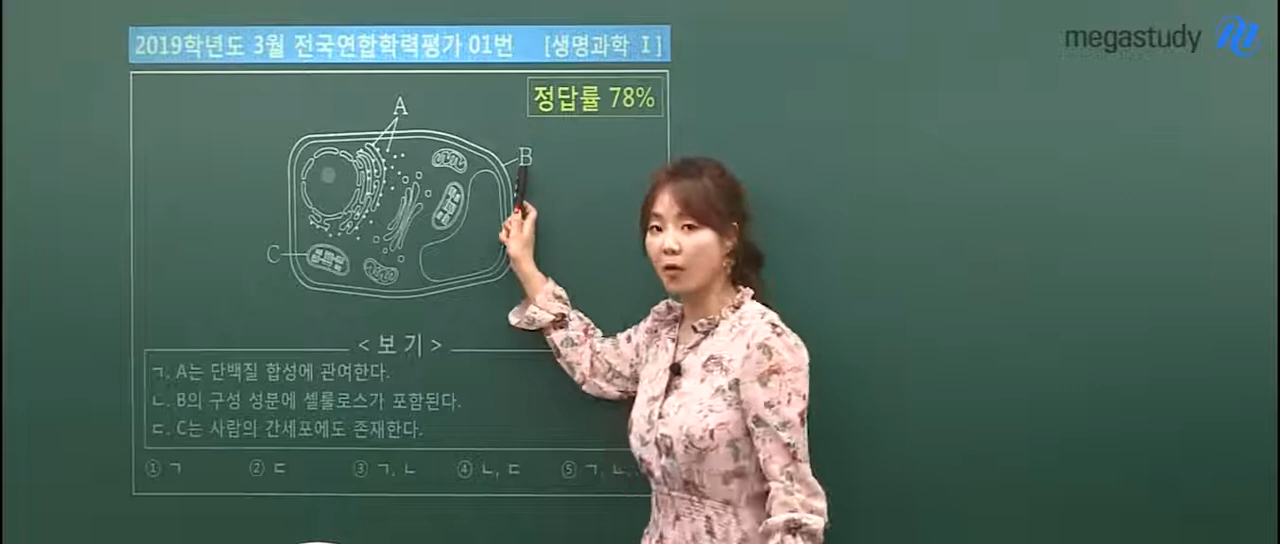 2019학년도 3월 전국연합학력평가 01번 [생명과학 I]
megastudy
정답률 78%
A
B
C
<보 기>
ㄱ. A는 단백질 합성에 관여한다.
ㄴ. B의 구성 성분에 셀룰로스가 포함된다.
ㄷ. C는 사람의 간세포에도 존재한다.
① ㄱ ② ㄷ ③ ㄱ, ㄴ ④ ㄴ, ㄷ ⑤ ㄱ, ㄴ,